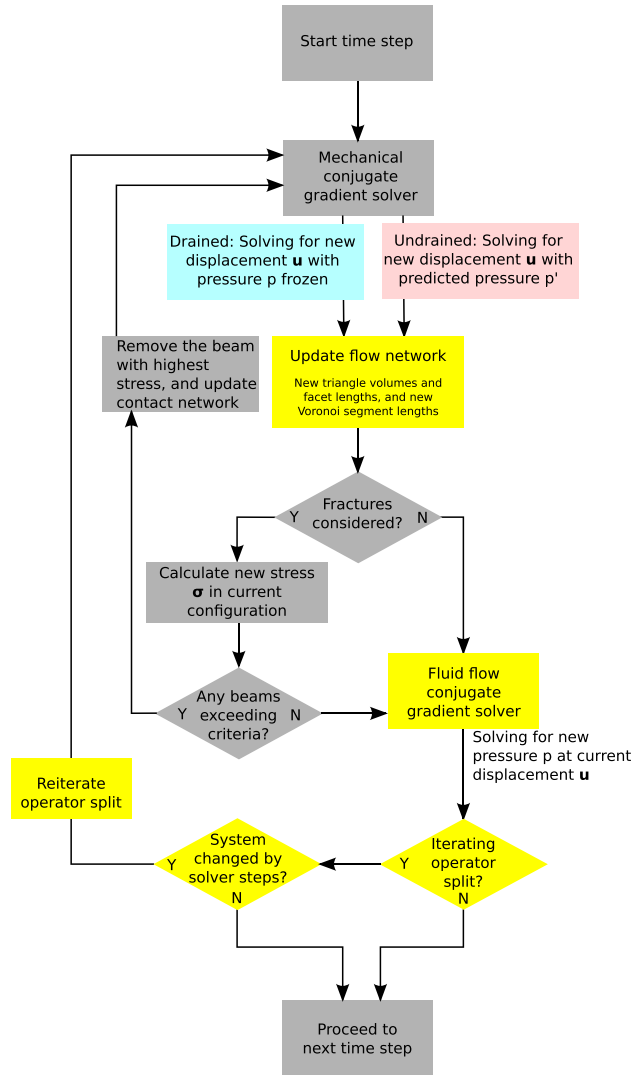 Start time step
Mechanical
conjugate
gradient solver
Drained: Solving for new
displacement u with
pressure p frozen
Undrained: Solving for
new displacement u with
predicted pressure p'
Remove the beam
with highest
stress, and update
contact network
Update flow network
New triangle volumes and
facet lengths, and new
Voronoi segment lengths
Fractures
Y considered? N
Calculate new stress
σ in current
configuration
Any beams
Y exceeding N
criteria?
Fluid flow
conjugate
gradient solver
Solving for new
pressure p at current
displacement u
Reiterate
operator split
System
changed by
Y solver steps?
N
Iterating
Y operator
split?
N
Proceed to
next time step